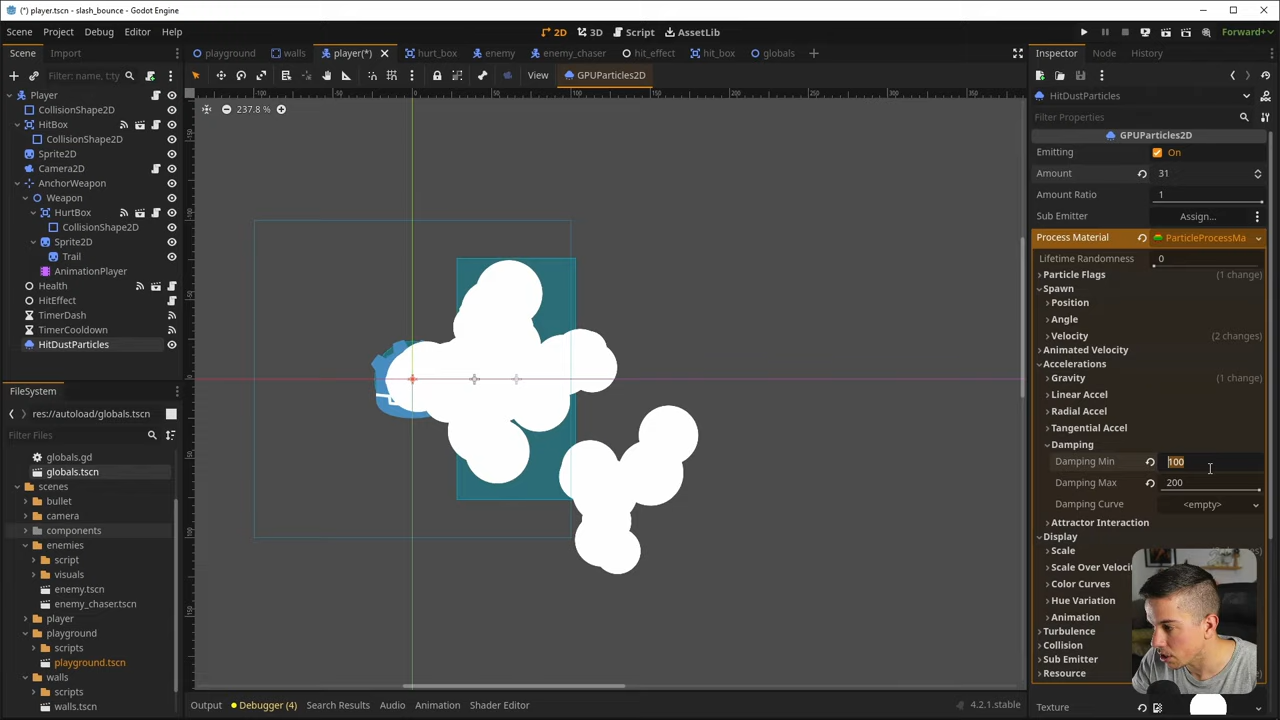 (*) player.tscn - slash_bounce - Godot Engine
Scene Project Debug Editor Help
2D 3D Script AssetLib
Forward+
Scene Import
playground walls player(*) hurt_box enemy enemy_chaser hit_effect hit_box globals
Inspector Node History
Filter: name, t:ty
View GPUParticles2D
237.8 %
Player
CollisionShape2D
HitBox
CollisionShape2D
Sprite2D
Camera2D
AnchorWeapon
Weapon
HurtBox
CollisionShape2D
Sprite2D
Trail
AnimationPlayer
Health
HitEffect
TimerDash
TimerCooldown
HitDustParticles
FileSystem
res://autoload/globals.tscn
Filter Files
globals.gd
globals.tscn
scenes
bullet
camera
components
enemies
script
visuals
enemy.tscn
enemy_chaser.tscn
player
playground
scripts
playground.tscn
walls
scripts
walls.tscn
HitDustParticles
Filter Properties
GPUParticles2D
Emitting On
Amount 31
Amount Ratio 1
Sub Emitter Assign...
Process Material ParticleProcessMa
Lifetime Randomness 0
Particle Flags (1 change)
Spawn
Position
Angle
Velocity (2 changes)
Animated Velocity
Accelerations
Gravity (1 change)
Linear Accel
Radial Accel
Tangential Accel
Damping
Damping Min 100
Damping Max 200
Damping Curve <empty>
Attractor Interaction
Display
Scale
Scale Over Veloci
Color Curves
Hue Variation
Animation
Turbulence
Collision
Sub Emitter
Resource
Texture
Output Debugger (4) Search Results Audio Animation Shader Editor
4.2.1.stable